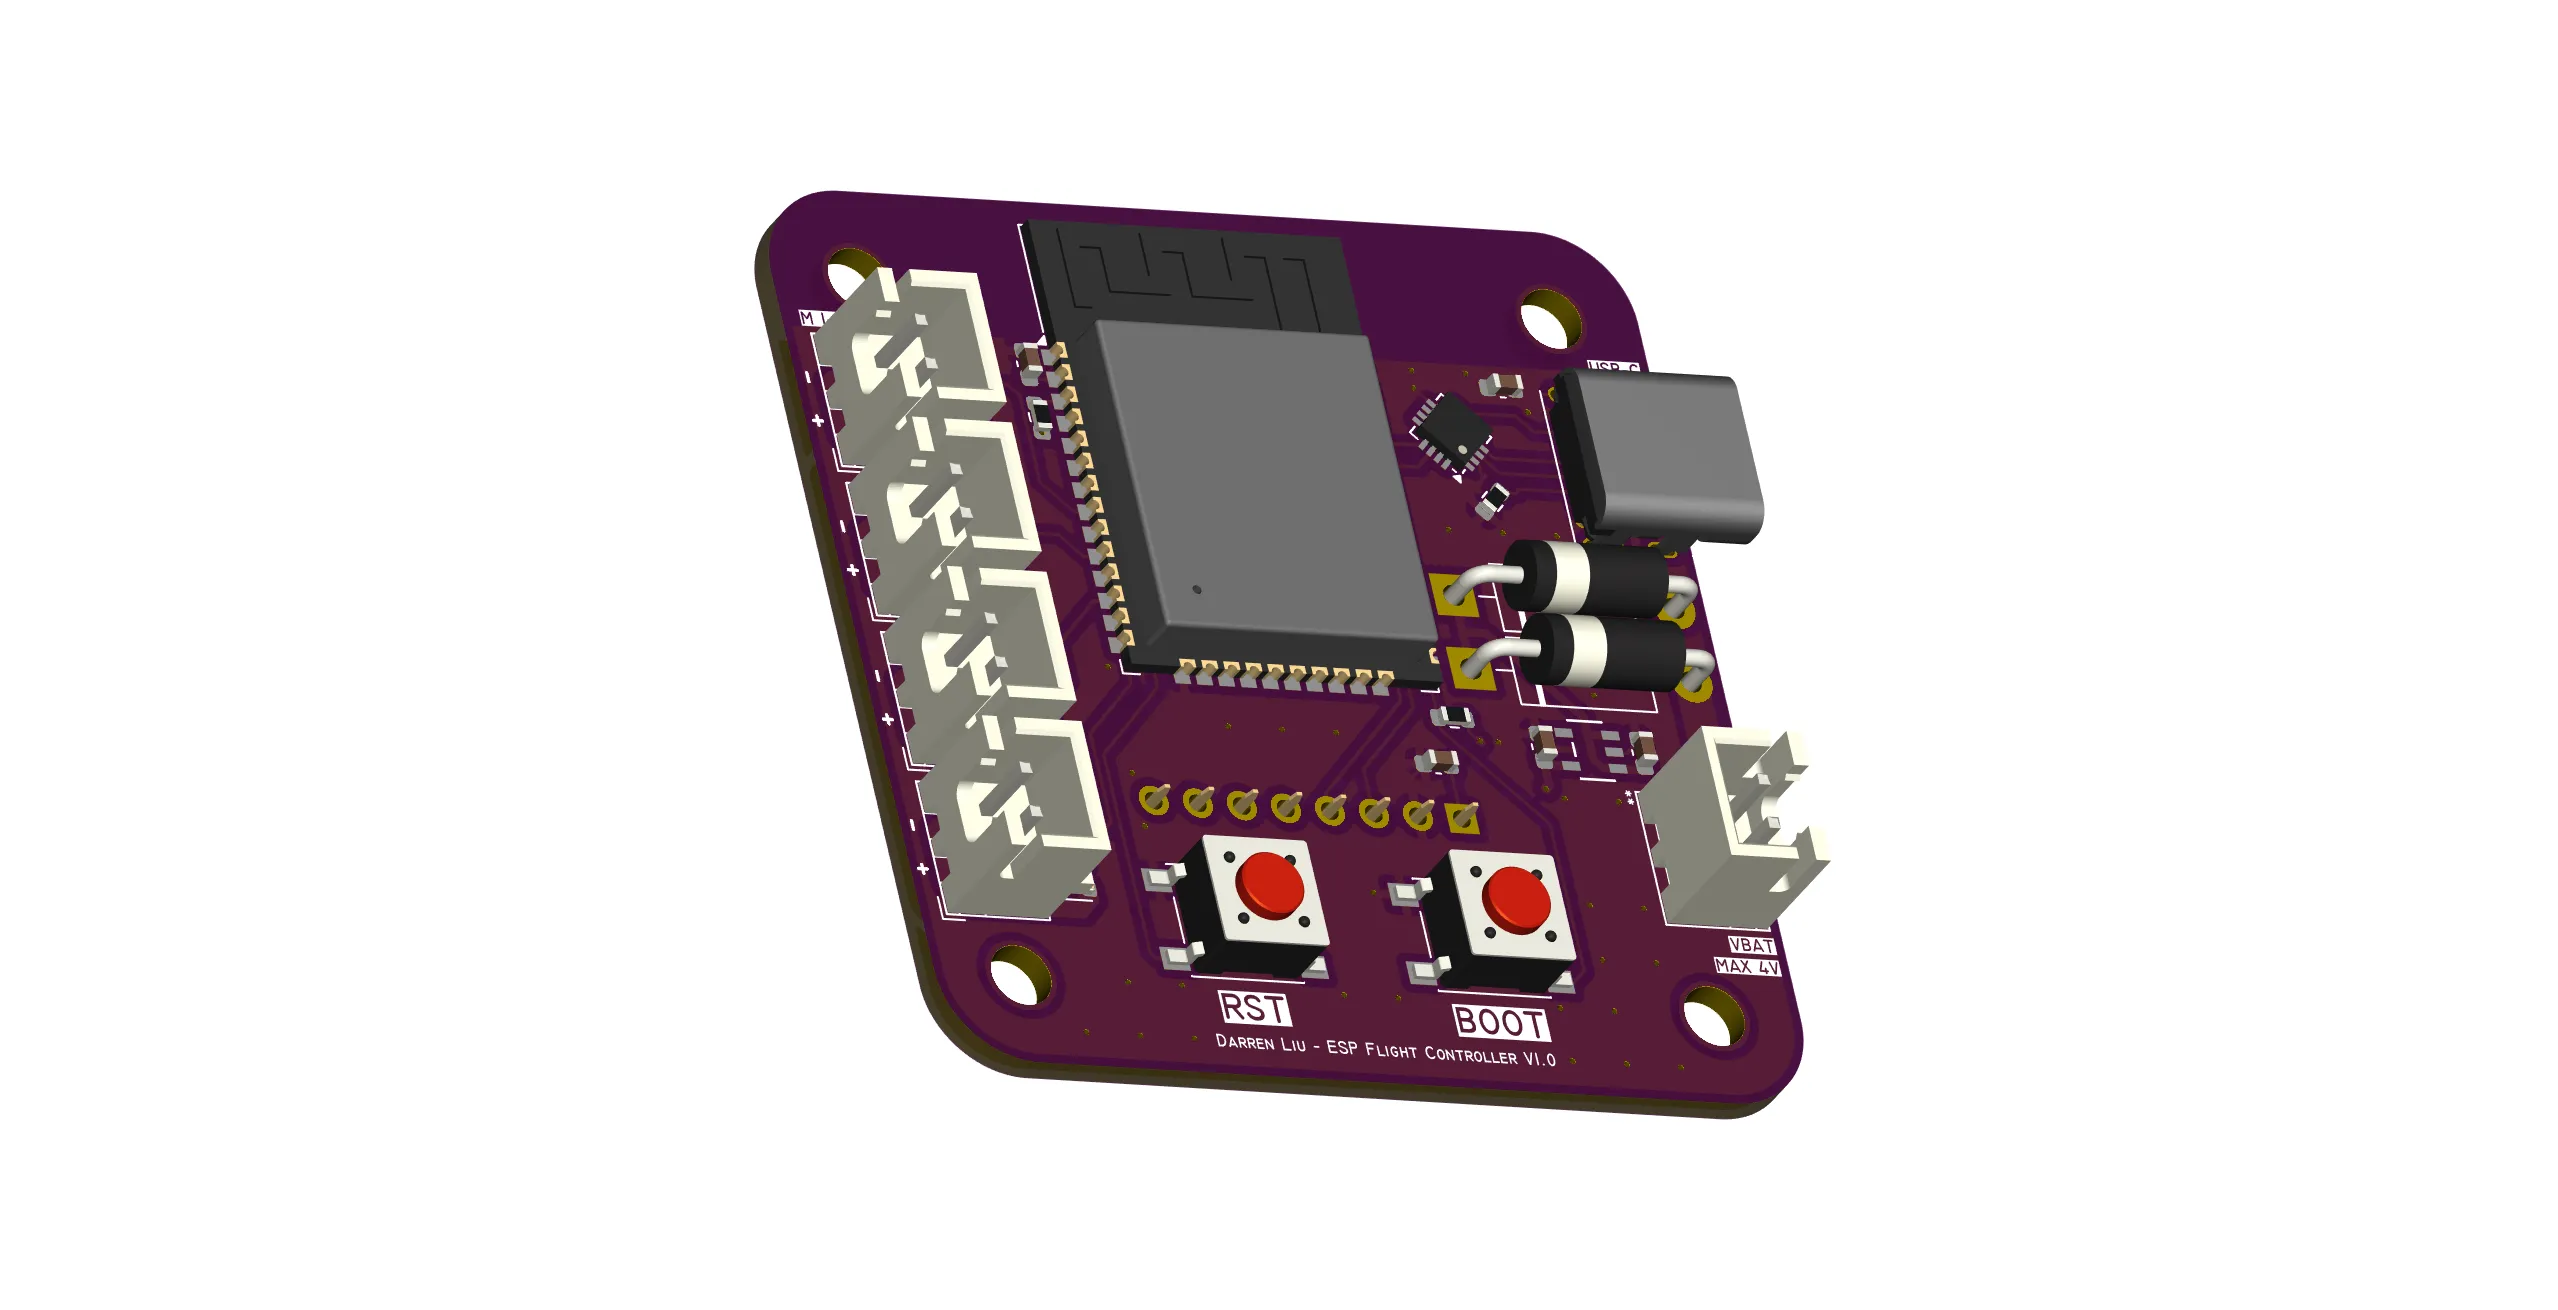 USB-C
VBAT
MAX 4V
RST
BOOT
DARREN LIU - ESP FLIGHT CONTROLLER V1.0